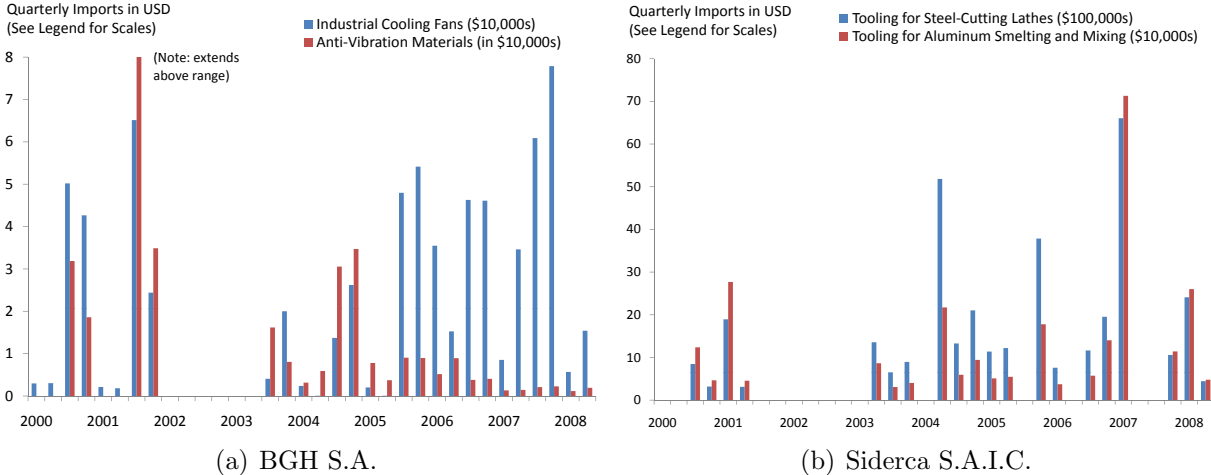 Quarterly Imports in USD
(See Legend for Scales)
Industrial Cooling Fans ($10,000s)
Anti-Vibration Materials (in $10,000s)
(Note: extends
above range)
8
7
6
5
4
3
2
1
0
2000 2001 2002 2003 2004 2005 2006 2007 2008
(a) BGH S.A.
Quarterly Imports in USD
(See Legend for Scales)
Tooling for Steel-Cutting Lathes ($100,000s)
Tooling for Aluminum Smelting and Mixing ($10,000s)
80
70
60
50
40
30
20
10
0
2000 2001 2002 2003 2004 2005 2006 2007 2008
(b) Siderca S.A.I.C.